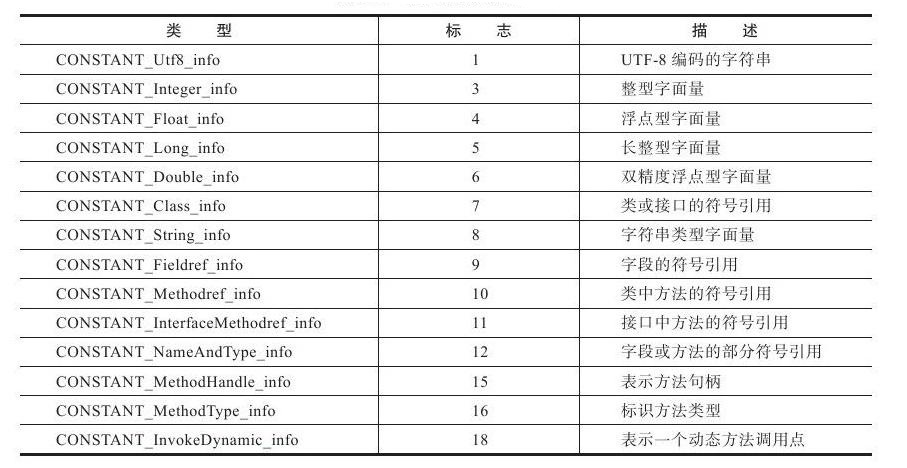 类 型 标 志 描 述
CONSTANT_Utf8_info 1 UTF-8 编码的字符串
CONSTANT_Integer_info 3 整型字面量
CONSTANT_Float_info 4 浮点型字面量
CONSTANT_Long_info 5 长整型字面量
CONSTANT_Double_info 6 双精度浮点型字面量
CONSTANT_Class_info 7 类或接口的符号引用
CONSTANT_String_info 8 字符串类型字面量
CONSTANT_Fieldref_info 9 字段的符号引用
CONSTANT_Methodref_info 10 类中方法的符号引用
CONSTANT_InterfaceMethodref_info 11 接口中方法的符号引用
CONSTANT_NameAndType_info 12 字段或方法的部分符号引用
CONSTANT_MethodHandle_info 15 表示方法句柄
CONSTANT_MethodType_info 16 标识方法类型
CONSTANT_InvokeDynamic_info 18 表示一个动态方法调用点